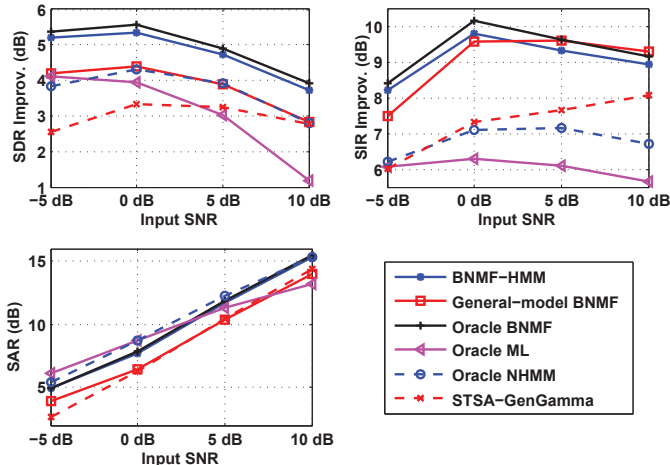 6
5
4
3
2
1
SDR Improv. (dB)
−5 dB
0 dB
5 dB
10 dB
Input SNR
10
9
8
7
6
SIR Improv. (dB)
−5 dB
0 dB
5 dB
10 dB
Input SNR
15
10
5
SAR (dB)
−5 dB
0 dB
5 dB
10 dB
Input SNR
BNMF−HMM
General−model BNMF
Oracle BNMF
Oracle ML
Oracle NHMM
STSA−GenGamma